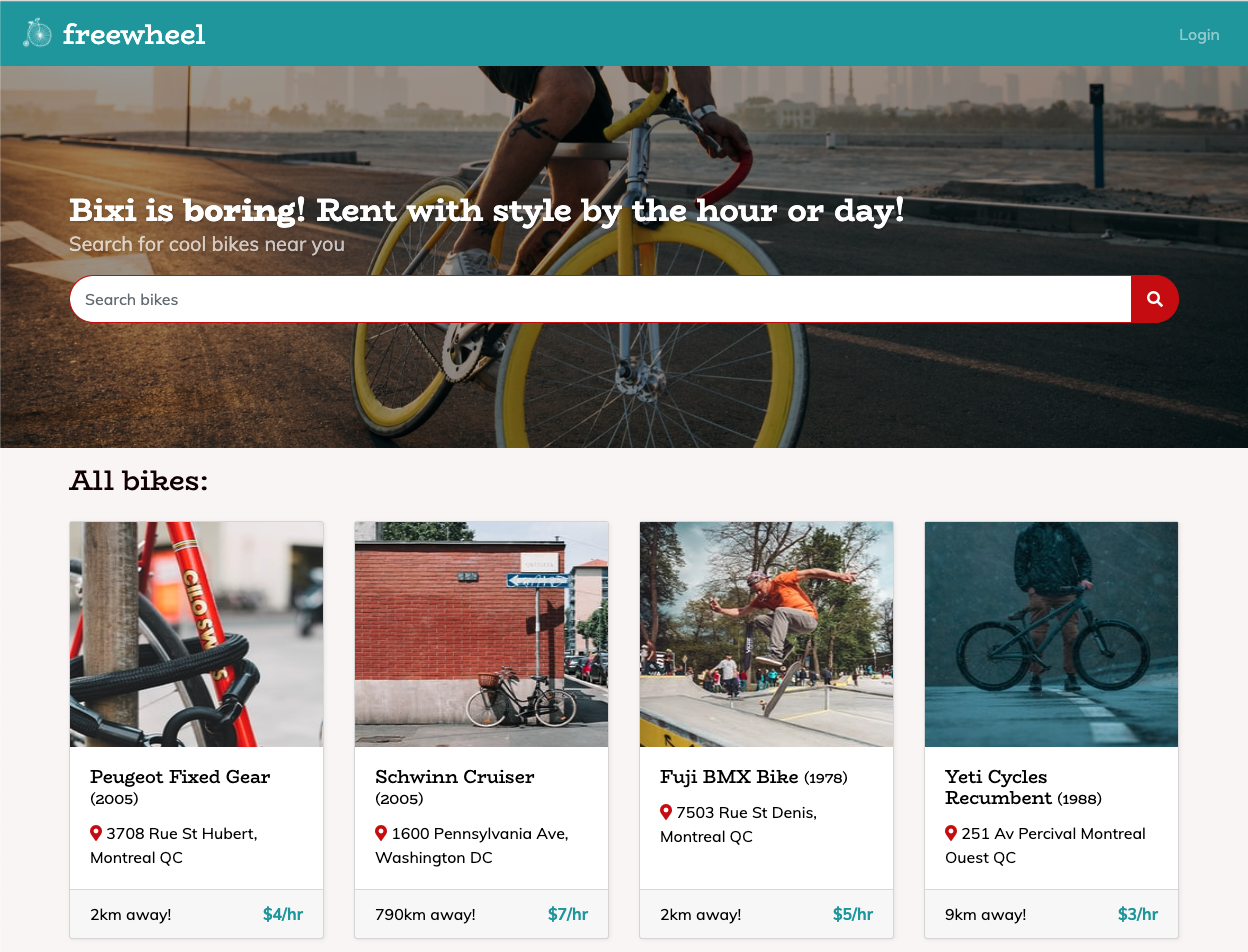 freewheel
Login
Bixi is boring! Rent with style by the hour or day!
Search for cool bikes near you
Search bikes
All bikes:
CILO SWISS
Peugeot Fixed Gear
(2005)
3708 Rue St Hubert,
Montreal QC
2km away!
$4/hr
Schwinn Cruiser
(2005)
1600 Pennsylvania Ave,
Washington DC
790km away!
$7/hr
Fuji BMX Bike (1978)
7503 Rue St Denis,
Montreal QC
2km away!
$5/hr
Yeti Cycles
Recumbent (1988)
251 Av Percival Montreal
Ouest QC
9km away!
$3/hr